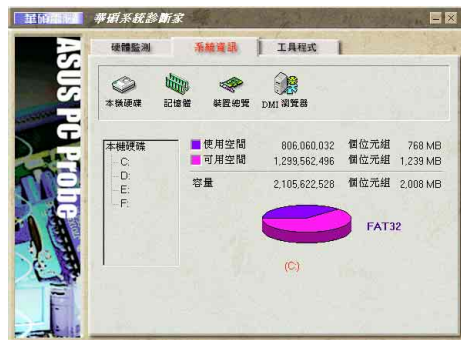 華碩電腦
華碩系統診斷家
ASUS PC Probe
硬體監測
系統資訊
工具程式
本機硬碟
記憶體
裝置總覽
DMI 瀏覽器
本機硬碟
C:
D:
E:
F:
使用空間 806,060,032 個位元組 768 MB
可用空間 1,299,562,496 個位元組 1,239 MB
容量 2,105,622,528 個位元組 2,008 MB
FAT32
(C:)